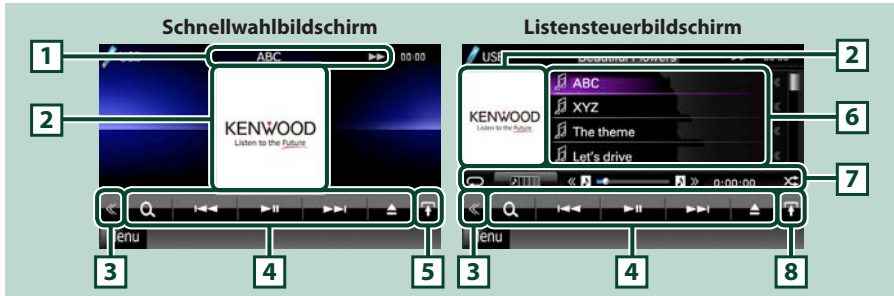 Schnellwahlbildschirm
Listensteuerbildschirm
1
USB
ABC
00:00
2
KENWOOD
Listen to the Future
Menu
3
4
5
USB
Beautiful Flowers
2
KENWOOD
Listen to the Future
ABC
XYZ
The theme
Let's drive
6
0:00:00
7
enu
3
4
8